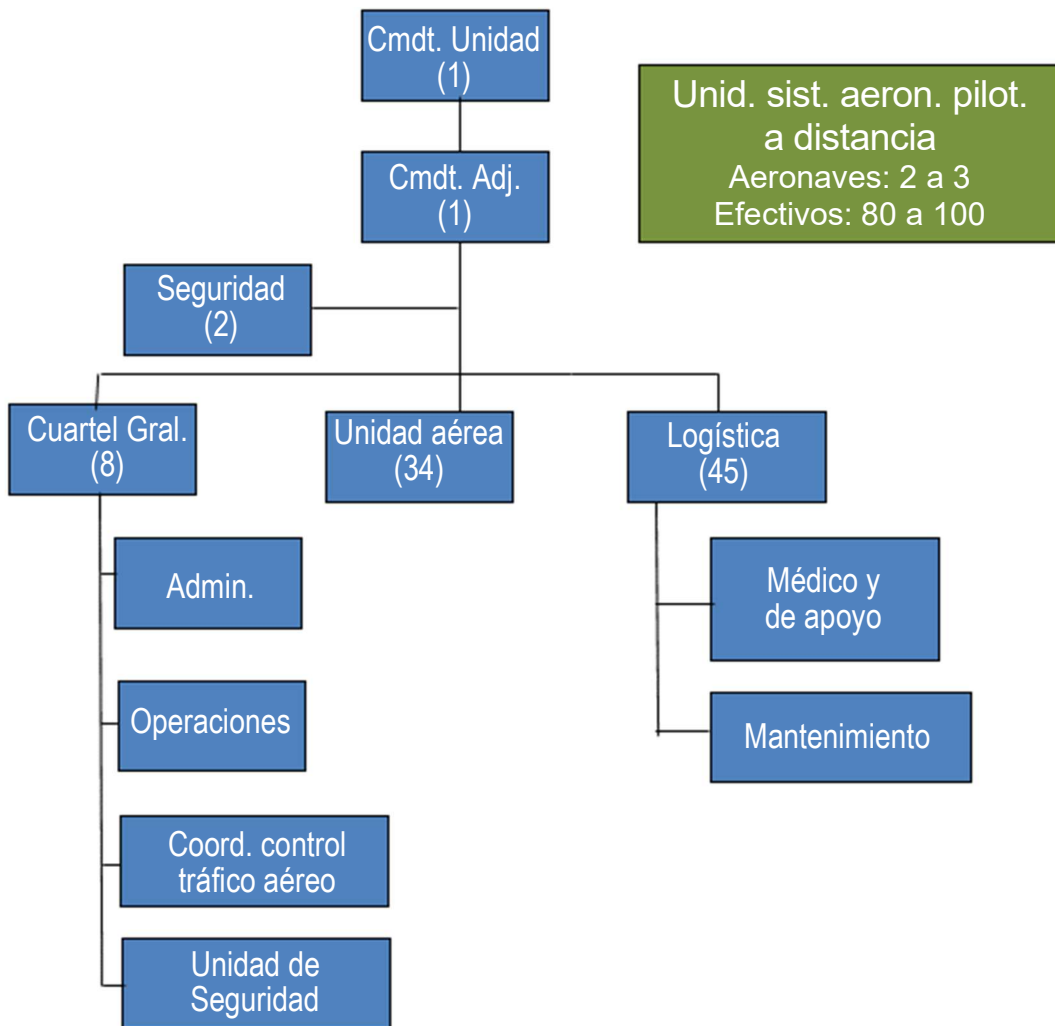 Cmdt. Unidad
(1)
Unid. sist. aeron. pilot.
a distancia
Aeronaves: 2 a 3
Efectivos: 80 a 100
Cmdt. Adj.
(1)
Seguridad
(2)
Cuartel Gral.
(8)
Unidad aérea
(34)
Logística
(45)
Admin.
Médico y
de apoyo
Operaciones
Mantenimiento
Coord. control
tráfico aéreo
Unidad de
Seguridad